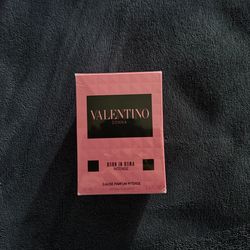 VALENTINO
DONNA
BORN IN ROMA
INTENSE
EAU DE PARFUM INTENSE